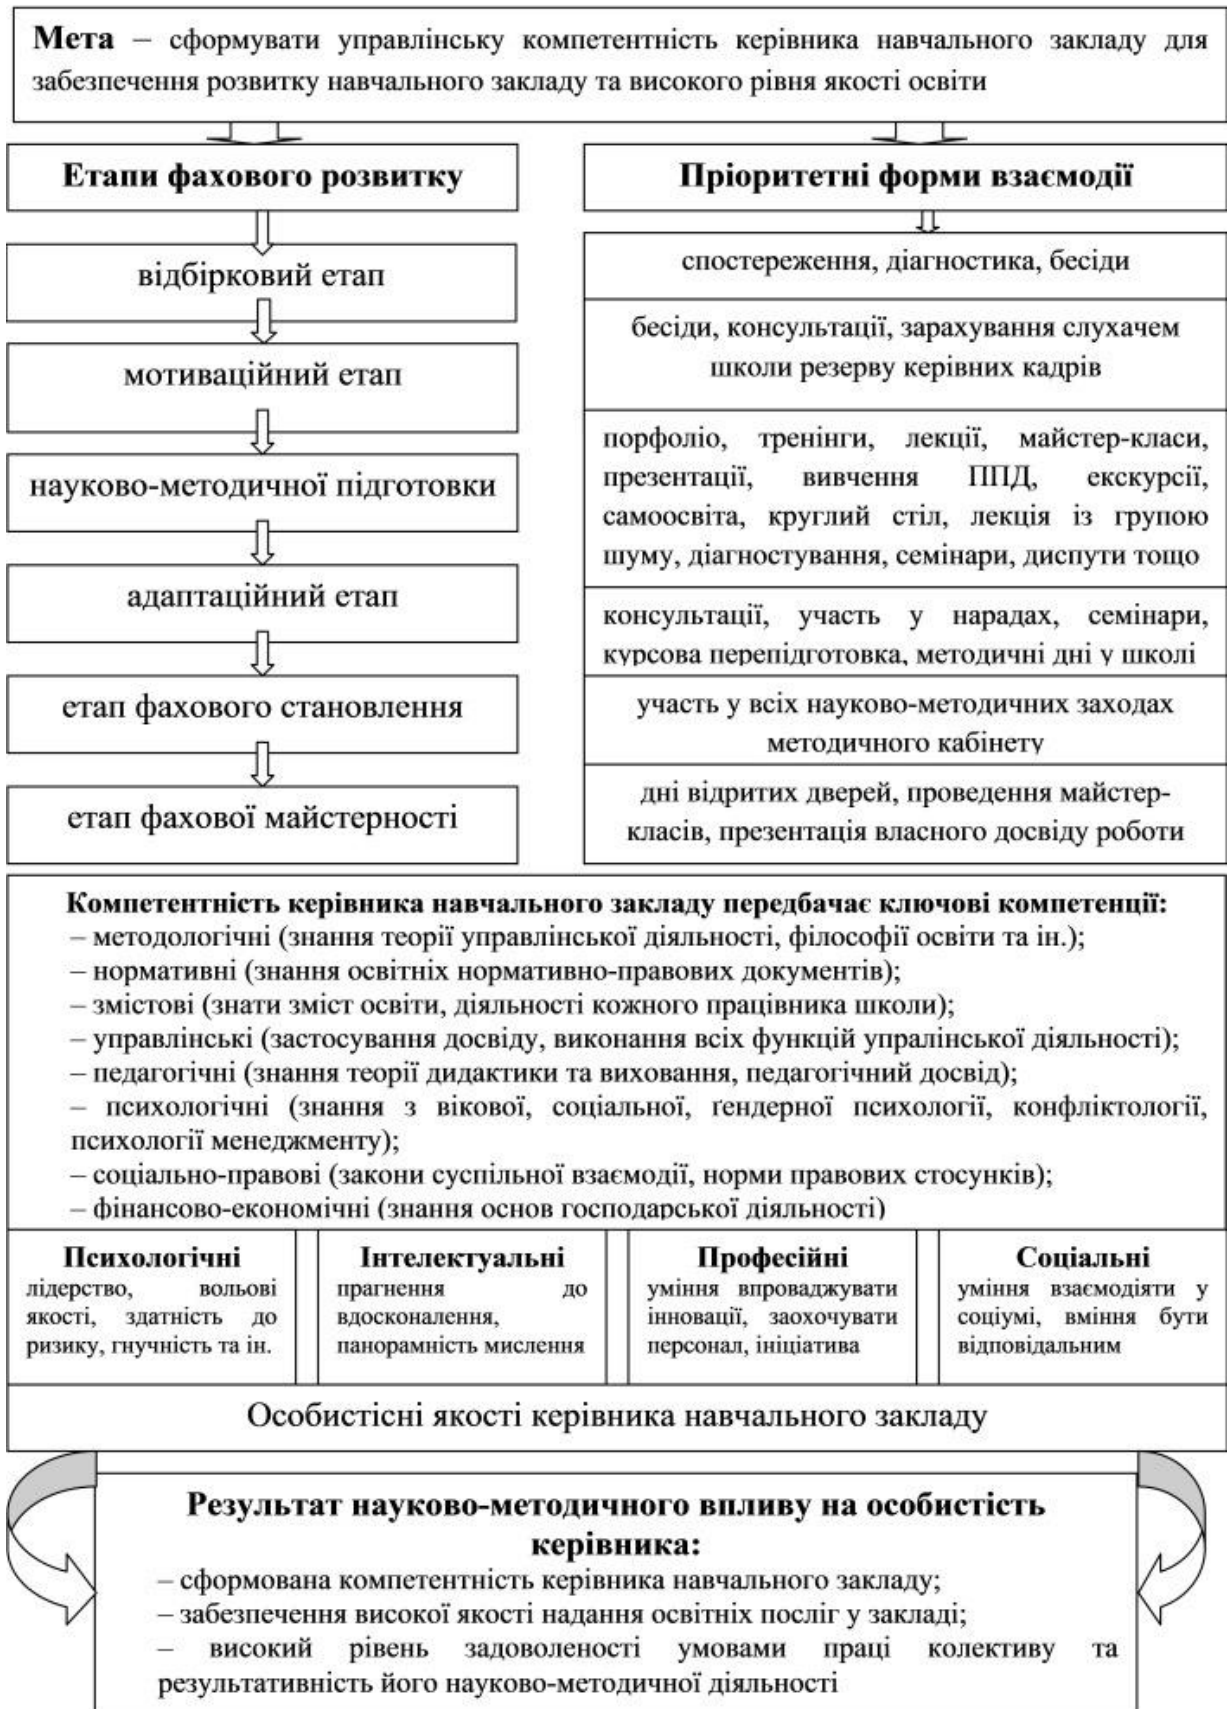 Мета – сформувати управлінську компетентність керівника навчального закладу для
забезпечення розвитку навчального закладу та високого рівня якості освіти
Етапи фахового розвитку
відбірковий етап
мотиваційний етап
науково-методичної підготовки
адаптаційний етап
етап фахового становлення
етап фахової майстерності
Пріоритетні форми взаємодії
спостереження, діагностика, бесіди
бесіди, консультації, зарахування слухачем
школи резерву керівних кадрів
порфоліо, тренінги, лекції, майстер-класи,
презентації, вивчення ППД, екскурсії,
самоосвіта, круглий стіл, лекція із групою
шуму, діагностування, семінари, диспути тощо
консультації, участь у нарадах, семінари,
курсова перепідготовка, методичні дні у школі
участь у всіх науково-методичних заходах
методичного кабінету
дні відритих дверей, проведення майстер-
класів, презентація власного досвіду роботи
Компетентність керівника навчального закладу передбачає ключові компетенції:
– методологічні (знання теорії управлінської діяльності, філософії освіти та ін.);
– нормативні (знання освітніх нормативно-правових документів);
– змістові (знати зміст освіти, діяльності кожного працівника школи);
– управлінські (застосування досвіду, виконання всіх функцій упралінської діяльності);
– педагогічні (знання теорії дидактики та виховання, педагогічний досвід);
– психологічні (знання з вікової, соціальної, ґендерної психології, конфліктології,
психології менеджменту);
– соціально-правові (закони суспільної взаємодії, норми правових стосунків);
– фінансово-економічні (знання основ господарської діяльності)
Психологічні
лідерство, вольові
якості, здатність до
ризику, гнучність та ін.
Інтелектуальні
прагнення до
вдосконалення,
панорамність мислення
Професійні
уміння впроваджувати
інновації, заохочувати
персонал, ініціатива
Соціальні
уміння взаємодіяти у
соціумі, вміння бути
відповідальним
Особистісні якості керівника навчального закладу
Результат науково-методичного впливу на особистість
керівника:
– сформована компетентність керівника навчального закладу;
– забезпечення високої якості надання освітніх посліг у закладі;
– високий рівень задоволеності умовами праці колективу та
результативність його науково-методичної діяльності